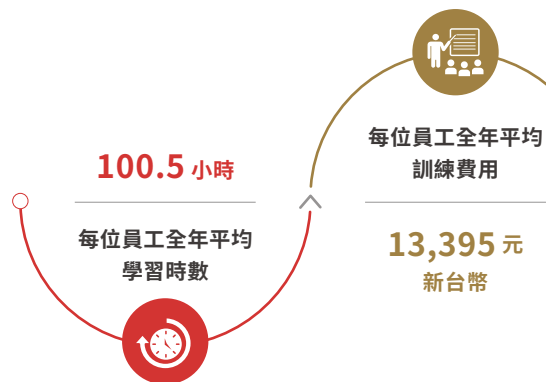 100.5 小時
每位員工全年平均
學習時數
每位員工全年平均
訓練費用
13,395 元
新台幣